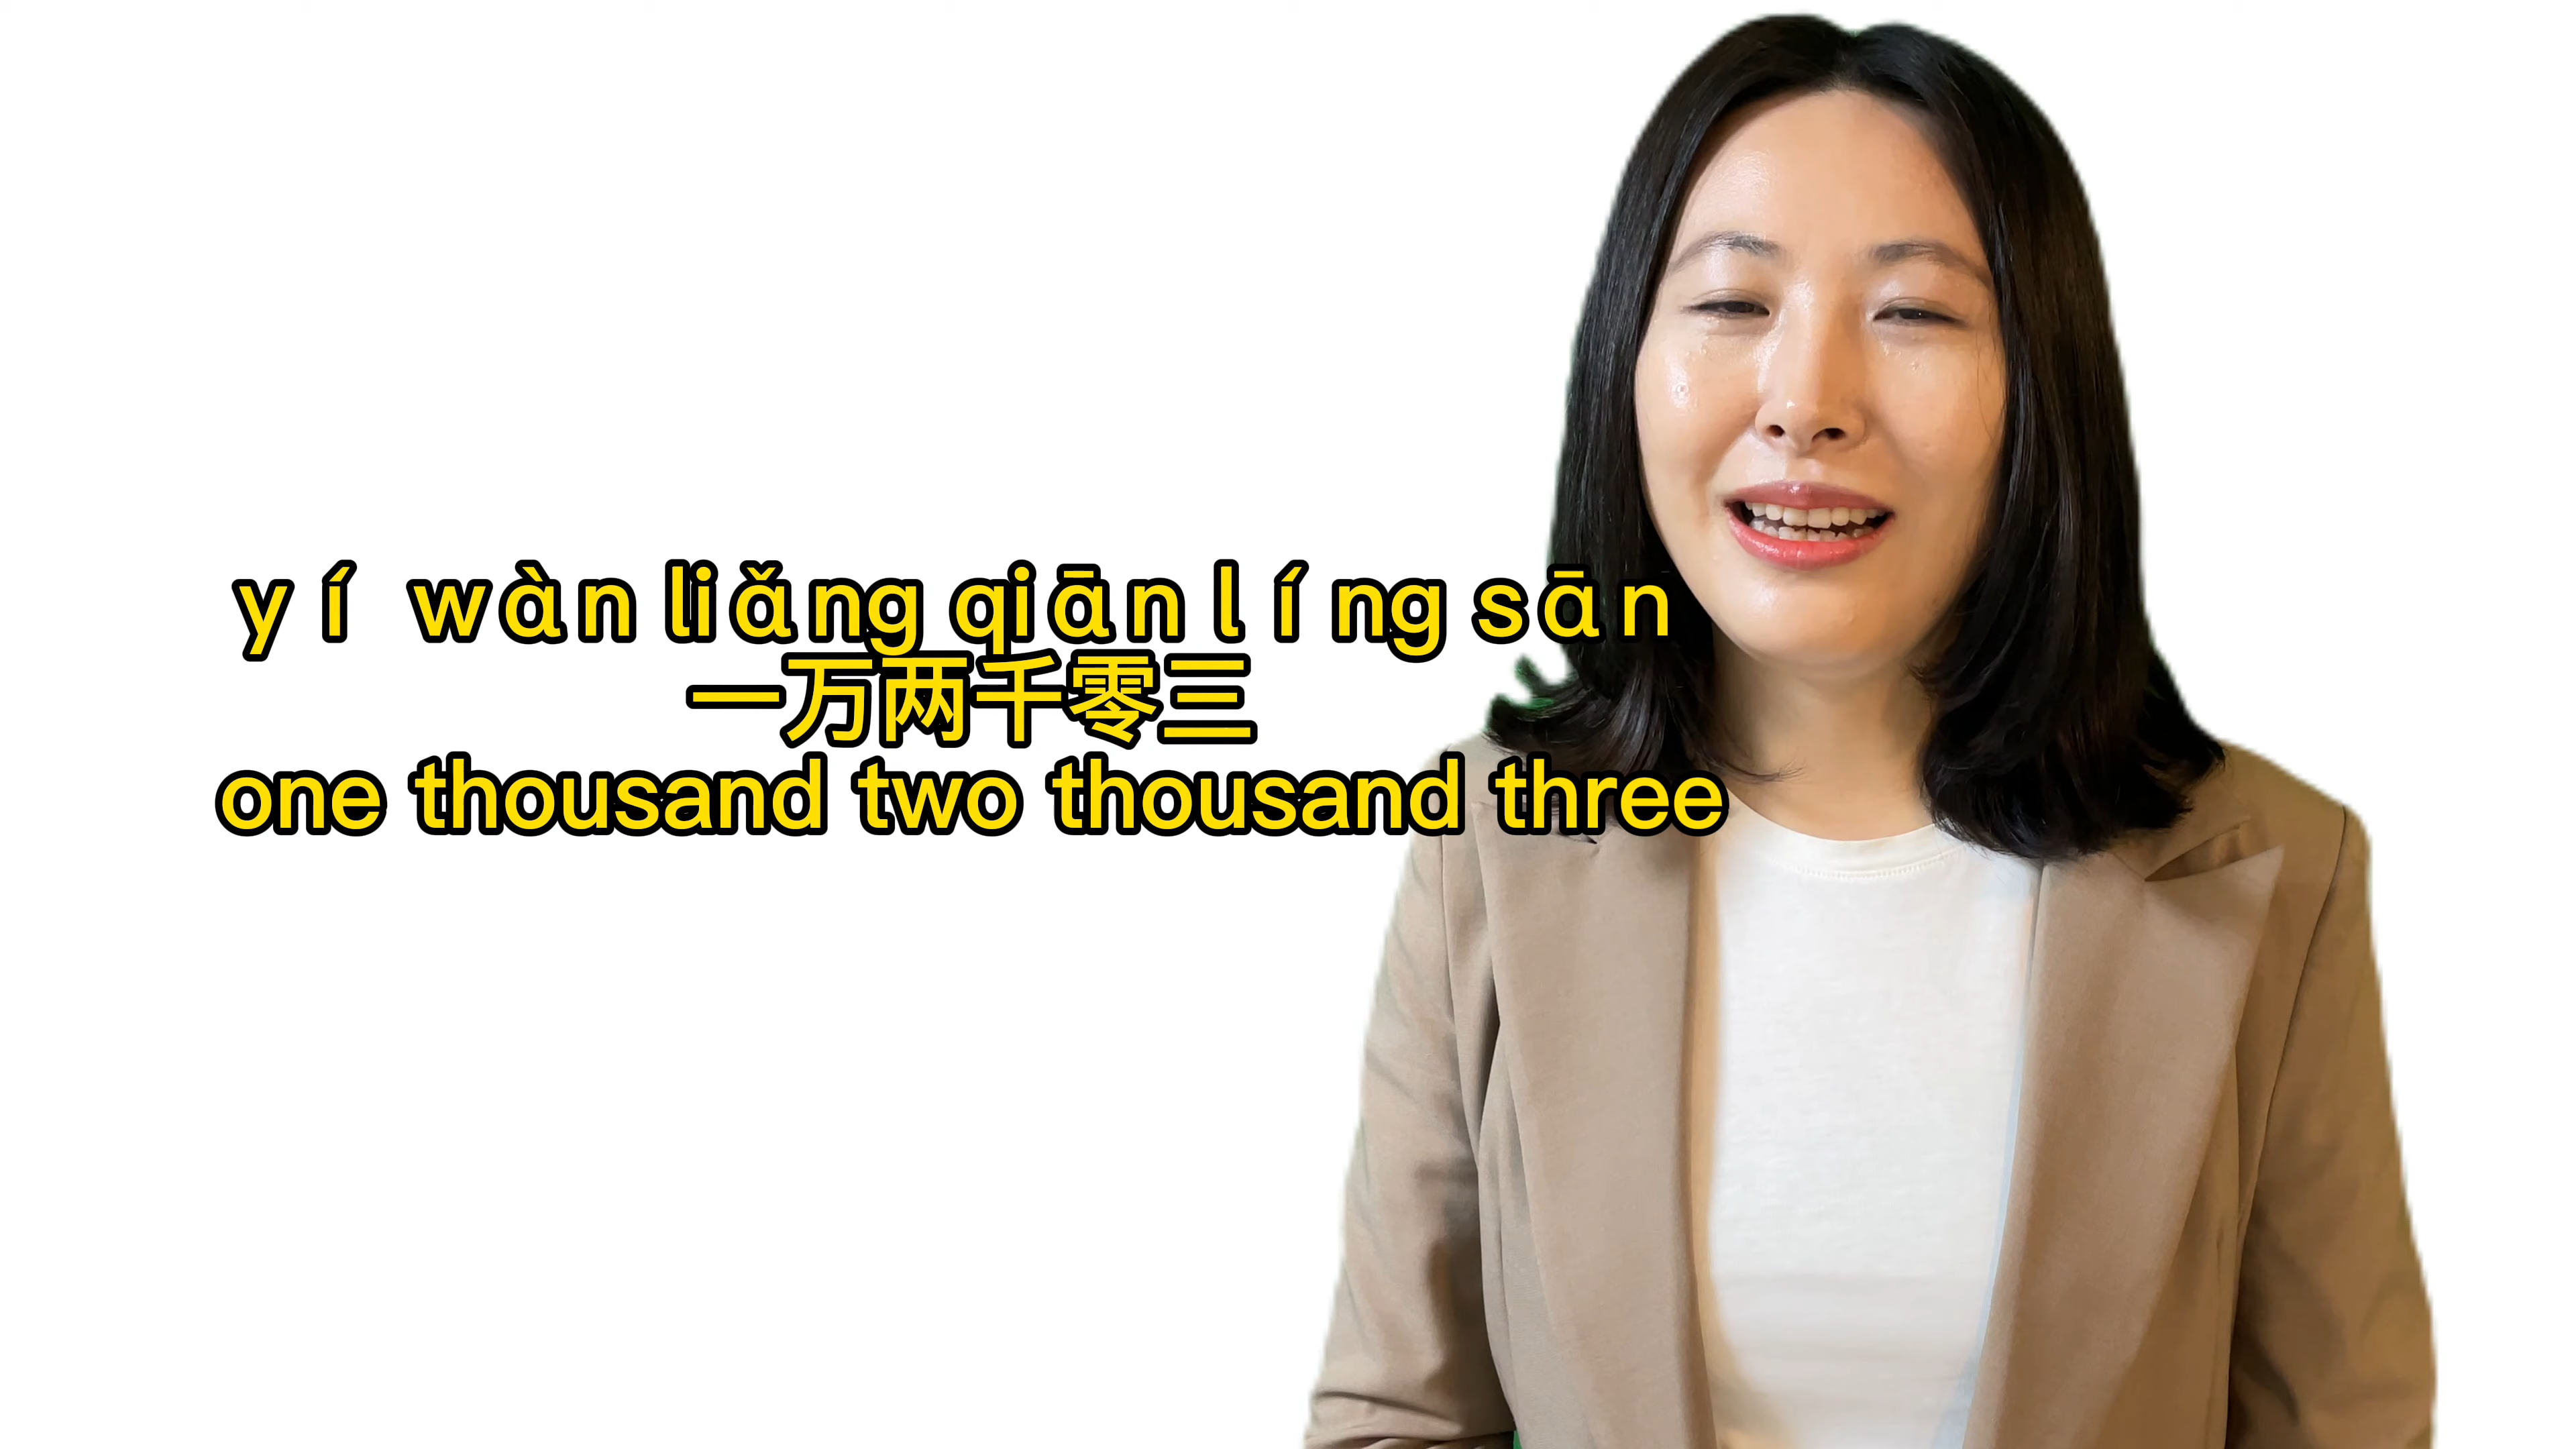 yí wàn liǎng qiān líng sān
一万两千零三
one thousand two thousand three